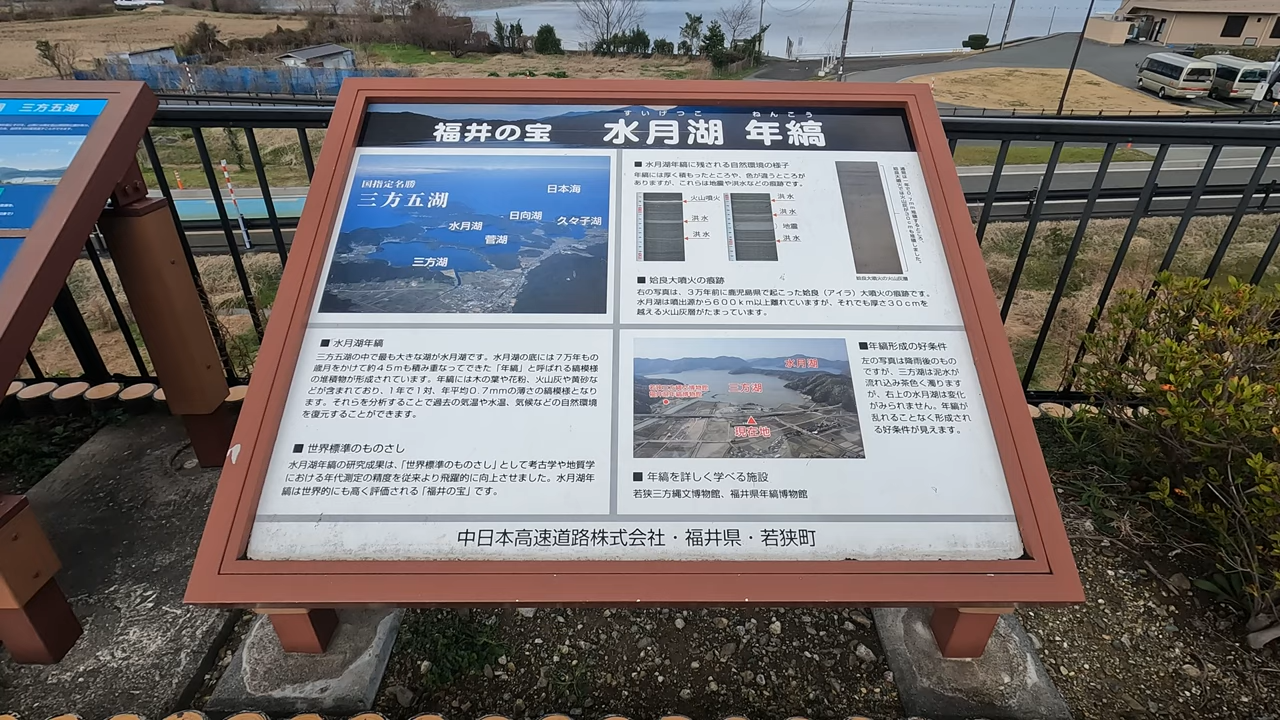 三方五湖
すいげつこ ねんこう
福井の宝 水月湖 年縞
国指定名勝
三方五湖
日本海
日向湖
久々子湖
水月湖
菅湖
三方湖
■ 水月湖年縞に残される自然環境の様子
年縞には厚く積もったところや、色が違うところが
ありますが、これらは地震や洪水などの痕跡です。
火山噴火
洪水
洪水
洪水
洪水
地震
洪水
姶良大噴火の火山灰層
■ 姶良大噴火の痕跡
右の写真は、3万年前に鹿児島県で起こった姶良（アイラ）大噴火の痕跡です。
水月湖は噴出源から600km以上離れていますが、それでも厚さ30cmを
越える火山灰層がたまっています。
■ 水月湖年縞
三方五湖の中で最も大きな湖が水月湖です。水月湖の底には7万年もの
歳月をかけて約45mも積み重なってできた「年縞」と呼ばれる縞模様
の堆積物が形成されています。年縞には木の葉や花粉、火山灰や黄砂な
どが含まれており、1年で1対、年平均0.7mmの薄さの縞模様となり
ます。それらを分析することで過去の気温や水温、気候などの自然環境
を復元することができます。
■ 世界標準のものさし
水月湖年縞の研究成果は、「世界標準のものさし」として考古学や地質学
における年代測定の精度を従来より飛躍的に向上させました。水月湖年
縞は世界的にも高く評価される「福井の宝」です。
水月湖
三方湖
現在地
■年縞形成の好条件
左の写真は降雨後のもの
ですが、三方湖は泥水が
流れ込み茶色く濁ります
が、右上の水月湖は変化
がみられません。年縞が
乱れることなく形成され
る好条件が見えます。
■ 年縞を詳しく学べる施設
若狭三方縄文博物館、福井県年縞博物館
中日本高速道路株式会社・福井県・若狭町